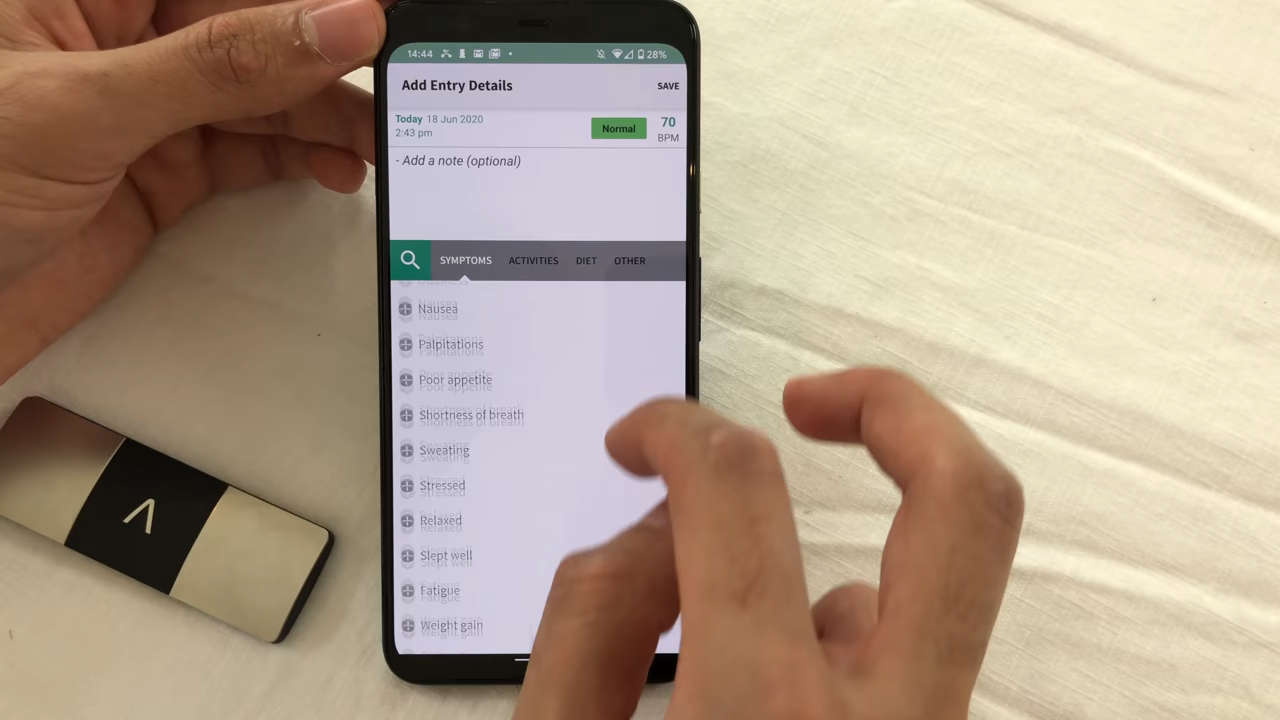 14:44 28%
Add Entry Details SAVE
Today 18 Jun 2020 Normal 70
2:43 pm BPM
- Add a note (optional)
SYMPTOMS ACTIVITIES DIET OTHER
Nausea
Palpitations
Poor appetite
Shortness of breath
Sweating
Stressed
Relaxed
Slept well
Fatigue
Weight gain